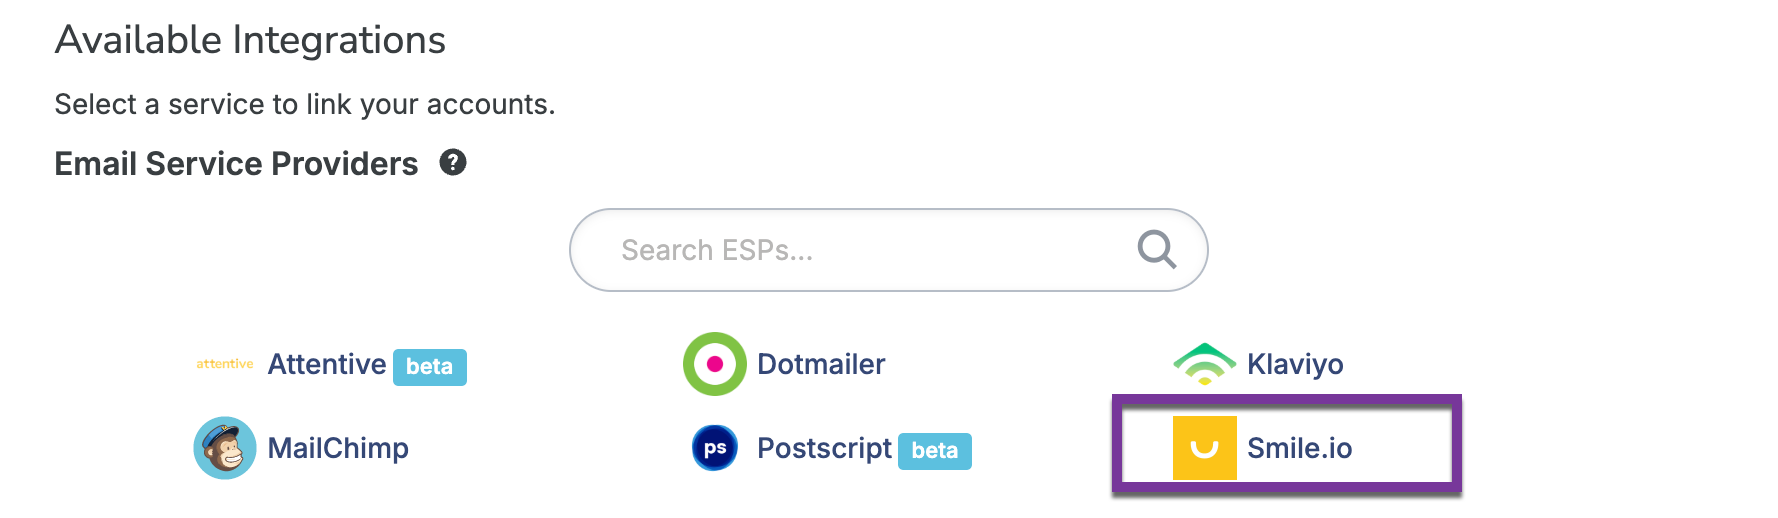 Available Integrations
Select a service to link your accounts.
Email Service Providers ?
Search ESPs...
attentive Attentive beta Dotmailer Klaviyo
MailChimp ps Postscript beta Smile.io